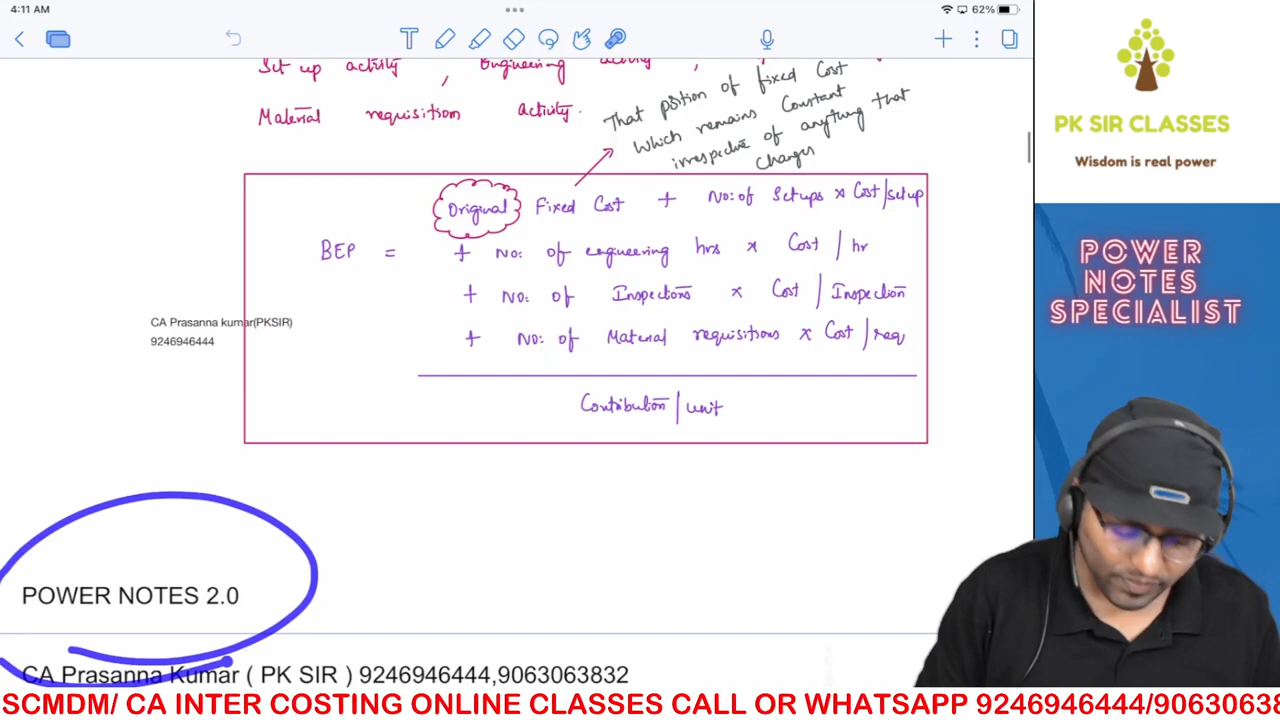 4:11 AM
62%
Set up activity, Engineering activity,
Material requisition activity.
That position of fixed Cost
Which remains Constant
irrespective of anything that
changes
BEP = Original Fixed Cost + No: of Setups x Cost/setup
+ No: of engineering hrs x Cost / hr
+ No: of Inspections x Cost / Inspection
+ No: of Material requisitions x Cost /req
Contribution / unit
CA Prasanna kumar(PKSIR)
9246946444
POWER NOTES 2.0
CA Prasanna Kumar ( PK SIR ) 9246946444,9063063832
PK SIR CLASSES
Wisdom is real power
POWER
NOTES
SPECIALIST
SCMDM/ CA INTER COSTING ONLINE CLASSES CALL OR WHATSAPP 9246946444/90630638